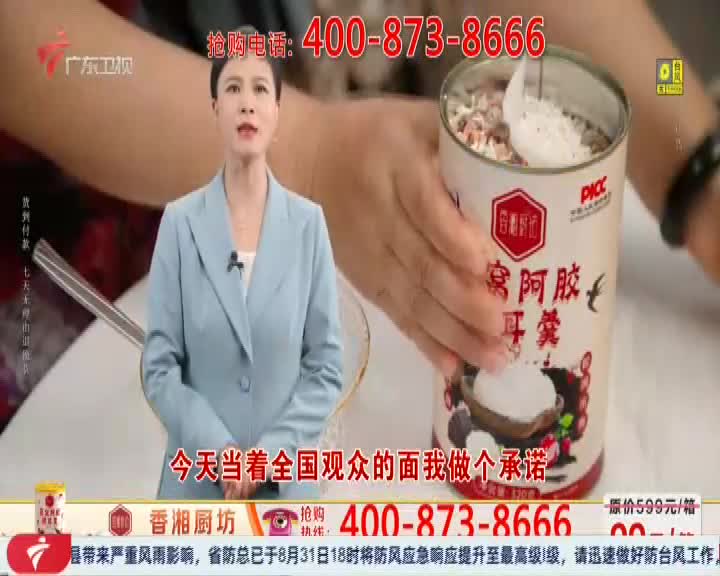 抢购电话: 400-873-8666
广东卫视
台风
货到付款 七天无理由退换货
PICC
香湘厨坊
窝阿胶
牙羹
今天当着全国观众的面我做个承诺
香湘厨坊
抢购热线: 400-873-8666
原价599元/箱
县带来严重风雨影响，省防总已于8月31日18时将防风应急响应提升至最高级I级，请迅速做好防台风工作